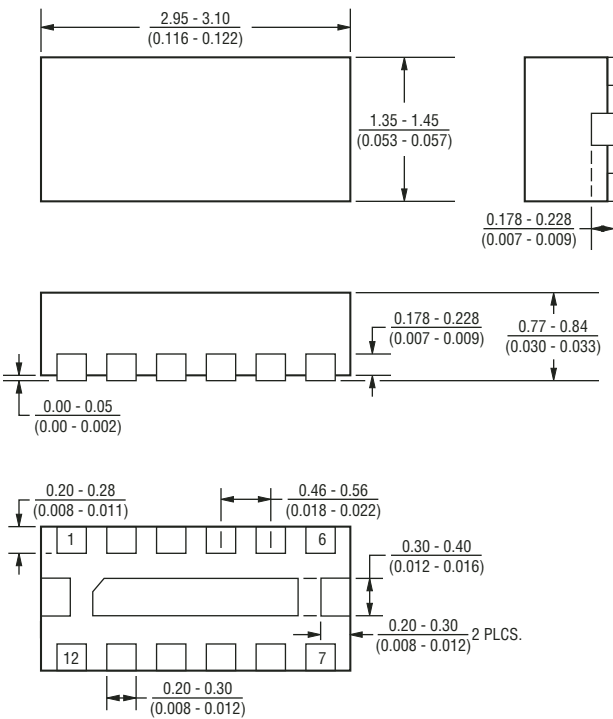 2.95 - 3.10
(0.116 - 0.122)
1.35 - 1.45
(0.053 - 0.057)
0.178 - 0.228
(0.007 - 0.009)
0.178 - 0.228
(0.007 - 0.009)
0.77 - 0.84
(0.030 - 0.033)
0.00 - 0.05
(0.00 - 0.002)
0.20 - 0.28
(0.008 - 0.011)
0.46 - 0.56
(0.018 - 0.022)
1
6
0.30 - 0.40
(0.012 - 0.016)
0.20 - 0.30
(0.008 - 0.012)
2 PLCS.
12
7
0.20 - 0.30
(0.008 - 0.012)